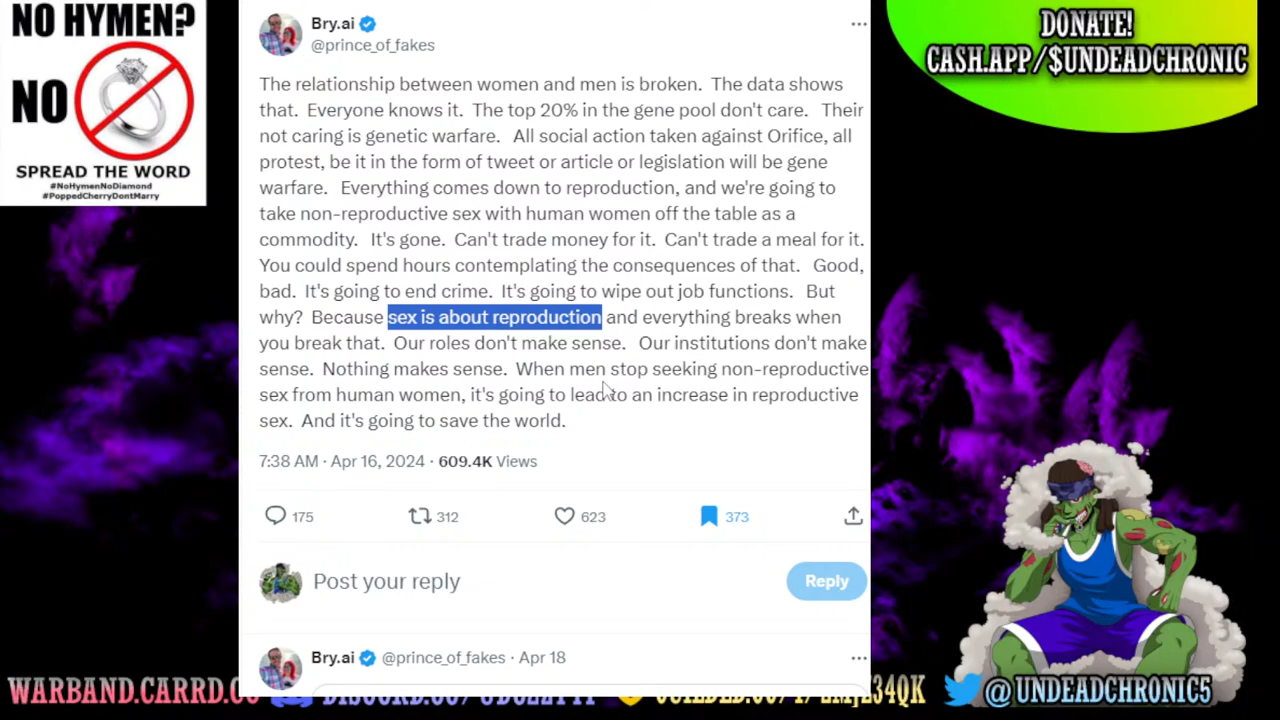 NO HYMEN?
NO
SPREAD THE WORD
#NoHymenNoDiamond
#PoppedCherryDontMarry
Bry.ai
@prince_of_fakes
The relationship between women and men is broken. The data shows
that. Everyone knows it. The top 20% in the gene pool don't care. Their
not caring is genetic warfare. All social action taken against Orifice, all
protest, be it in the form of tweet or article or legislation will be gene
warfare. Everything comes down to reproduction, and we're going to
take non-reproductive sex with human women off the table as a
commodity. It's gone. Can't trade money for it. Can't trade a meal for it.
You could spend hours contemplating the consequences of that. Good,
bad. It's going to end crime. It's going to wipe out job functions. But
why? Because sex is about reproduction and everything breaks when
you break that. Our roles don't make sense. Our institutions don't make
sense. Nothing makes sense. When men stop seeking non-reproductive
sex from human women, it's going to lead to an increase in reproductive
sex. And it's going to save the world.
7:38 AM · Apr 16, 2024 · 609.4K Views
175 312 623 373
Post your reply
Reply
Bry.ai @prince_of_fakes · Apr 18
DONATE!
CASH.APP/$UNDEADCHRONIC
WARBAND.CARRD.CO
@UNDEADCHRONIC5